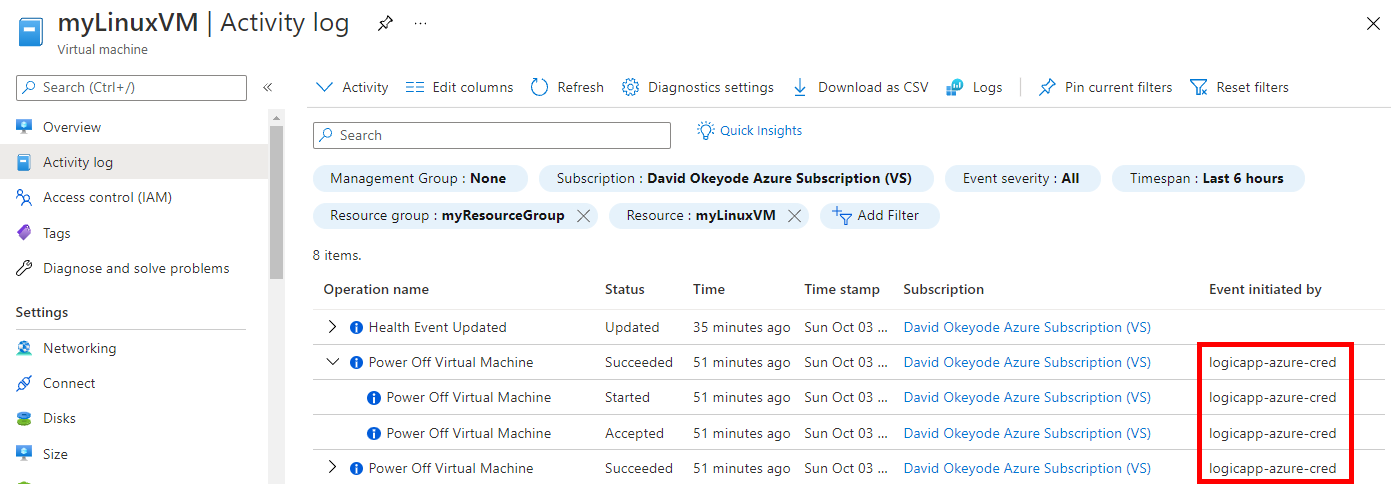 myLinuxVM | Activity log
Virtual machine
Search (Ctrl+/)
Overview
Activity log
Access control (IAM)
Tags
Diagnose and solve problems
Settings
Networking
Connect
Disks
Size
Activity Edit columns Refresh Diagnostics settings Download as CSV Logs Pin current filters Reset filters
Search Quick Insights
Management Group : None Subscription : David Okeyode Azure Subscription (VS) Event severity : All Timespan : Last 6 hours
Resource group : myResourceGroup Resource : myLinuxVM Add Filter
8 items.
Operation name Status Time Time stamp Subscription Event initiated by
Health Event Updated Updated 35 minutes ago Sun Oct 03 ... David Okeyode Azure Subscription (VS)
Power Off Virtual Machine Succeeded 51 minutes ago Sun Oct 03 ... David Okeyode Azure Subscription (VS) logicapp-azure-cred
Power Off Virtual Machine Started 51 minutes ago Sun Oct 03 ... David Okeyode Azure Subscription (VS) logicapp-azure-cred
Power Off Virtual Machine Accepted 51 minutes ago Sun Oct 03 ... David Okeyode Azure Subscription (VS) logicapp-azure-cred
Power Off Virtual Machine Succeeded 51 minutes ago Sun Oct 03 ... David Okeyode Azure Subscription (VS) logicapp-azure-cred